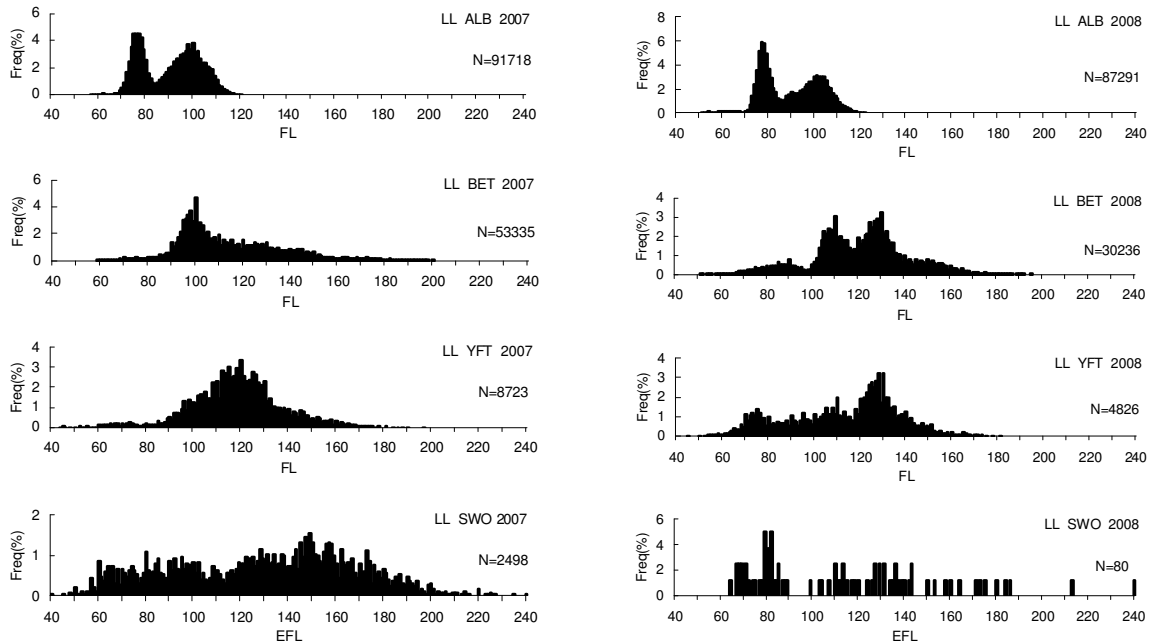 LL ALB 2007
N=91718
Freq(%)
6
4
2
0
40 60 80 100 120 140 160 180 200 220 240
FL
LL ALB 2008
N=87291
Freq(%)
8
6
4
2
0
40 60 80 100 120 140 160 180 200 220 240
FL
LL BET 2007
N=53335
Freq(%)
6
4
2
0
40 60 80 100 120 140 160 180 200 220 240
FL
LL BET 2008
N=30236
Freq(%)
4
3
2
1
0
40 60 80 100 120 140 160 180 200 220 240
FL
LL YFT 2007
N=8723
Freq(%)
4
3
2
1
0
40 60 80 100 120 140 160 180 200 220 240
FL
LL YFT 2008
N=4826
Freq(%)
4
3
2
1
0
40 60 80 100 120 140 160 180 200 220 240
FL
LL SWO 2007
N=2498
Freq(%)
2
1
0
40 60 80 100 120 140 160 180 200 220 240
EFL
LL SWO 2008
N=80
Freq(%)
6
4
2
0
40 60 80 100 120 140 160 180 200 220 240
EFL